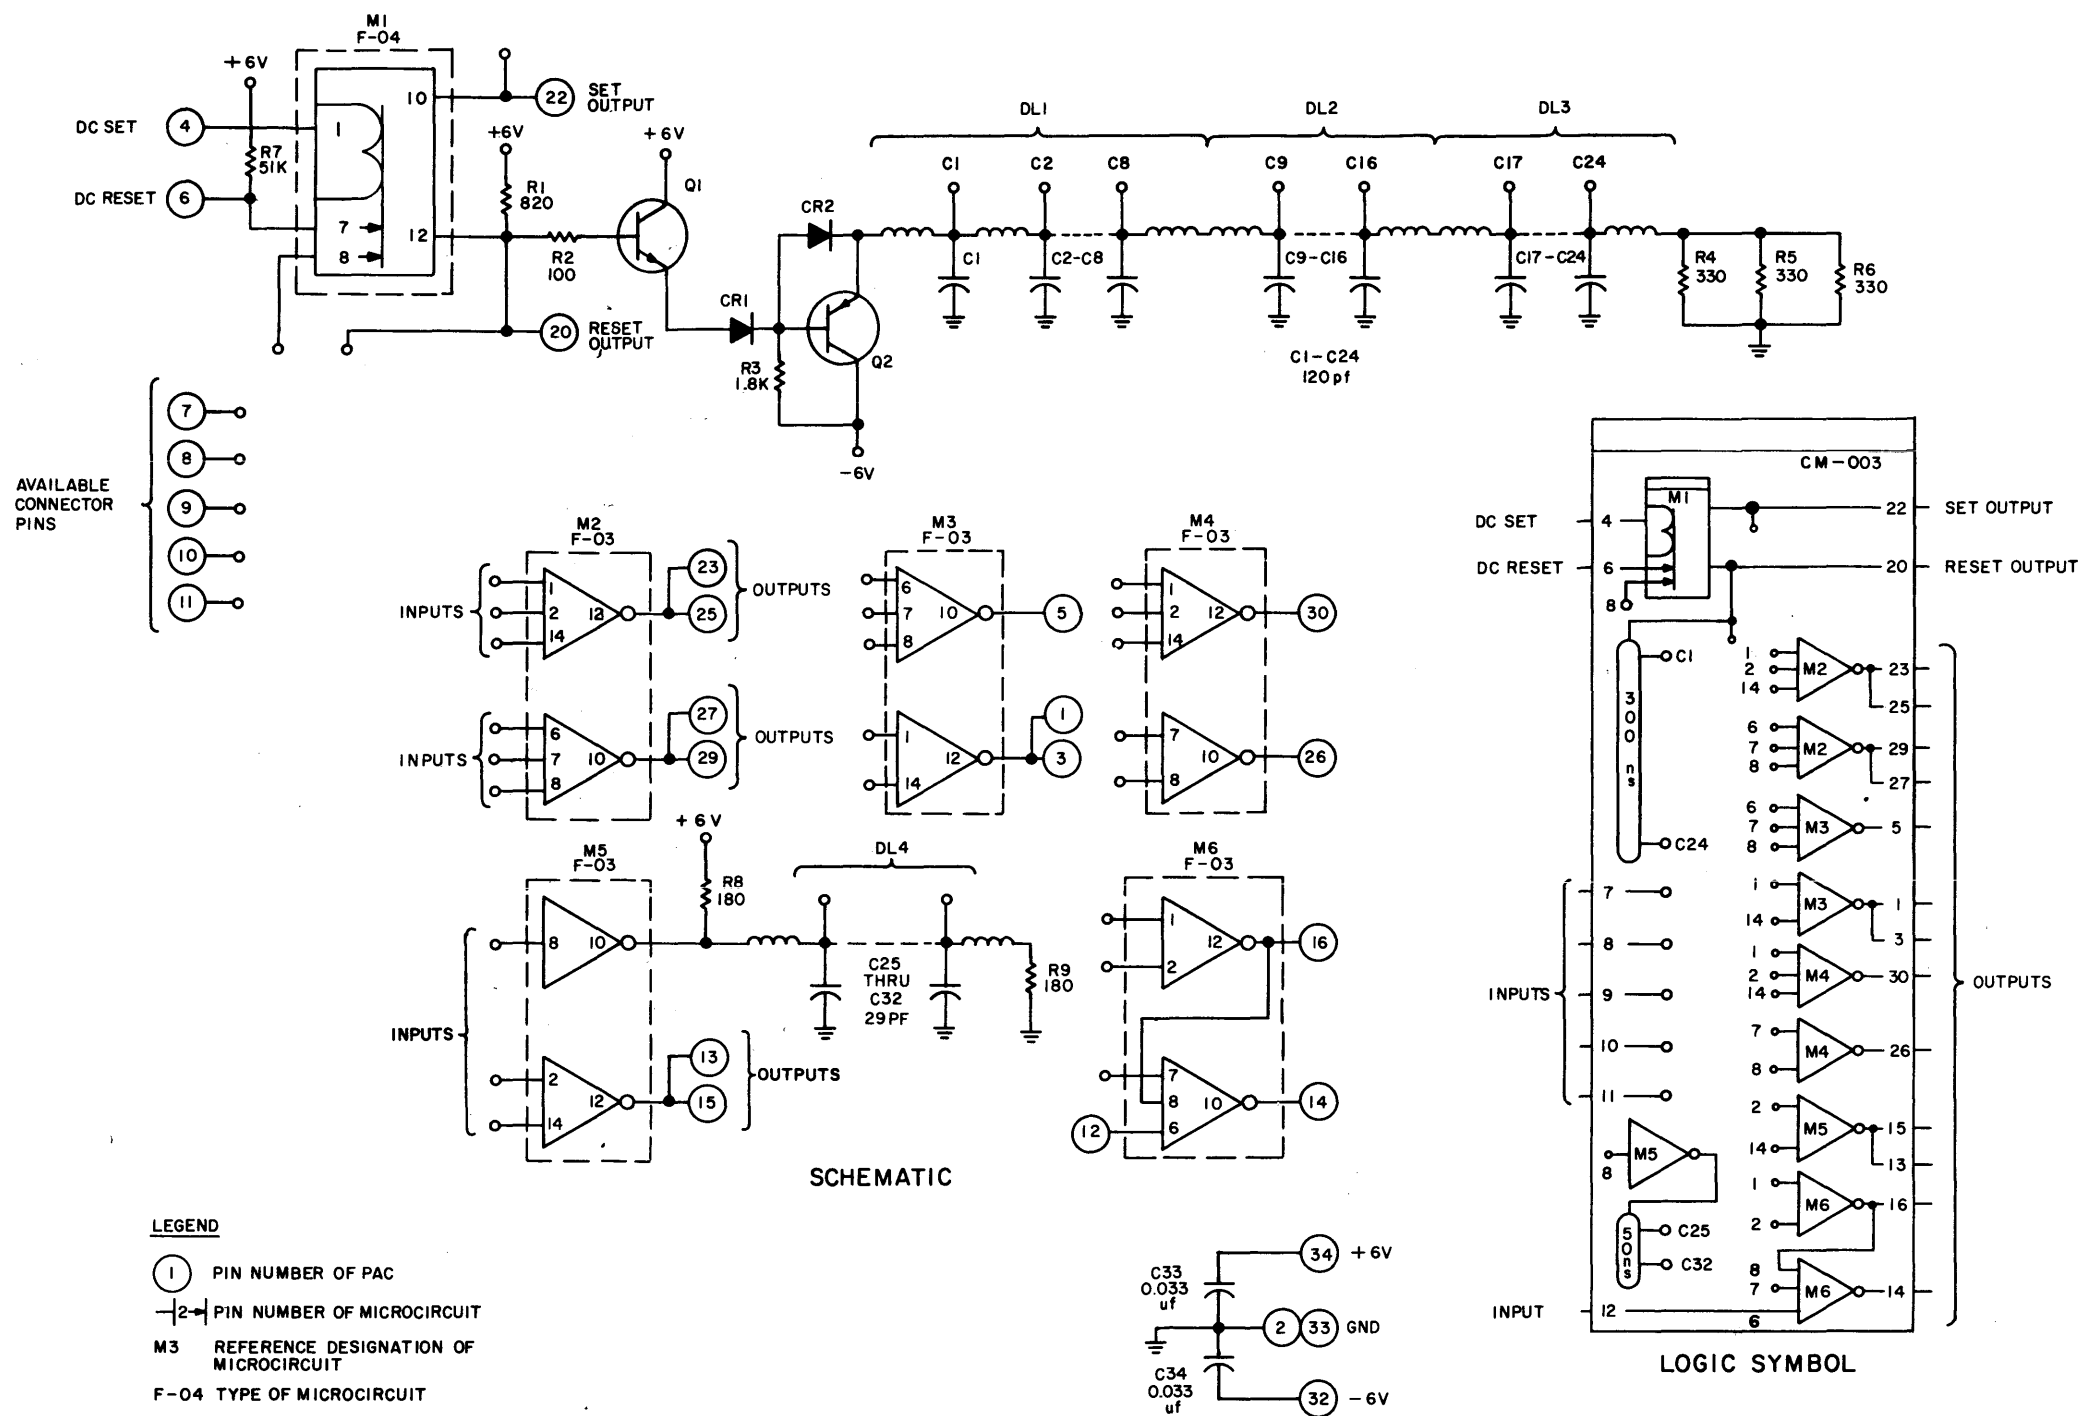 M1
F-04
+6V
DC SET 4
1
10
22 SET OUTPUT
R7
51K
DC RESET 6
7
8
12
+6V
R1
820
R2
100
20 RESET OUTPUT
+6V
Q1
CR1
CR2
R3
1.8K
Q2
-6V
DL1
DL2
DL3
C1
C2
C8
C9
C16
C17
C24
C1
C2-C8
C9-C16
C17-C24
C1-C24
120pf
R4
330
R5
330
R6
330
AVAILABLE
CONNECTOR
PINS
7
8
9
10
11
M2
F-03
INPUTS
1
2
14
12
23
25
OUTPUTS
INPUTS
6
7
8
10
27
29
OUTPUTS
M3
F-03
6
7
8
10
5
1
14
12
1
3
M4
F-03
1
2
14
12
30
7
8
10
26
M5
F-03
INPUTS
8
10
+6V
R8
180
DL4
C25
THRU
C32
29PF
R9
180
2
14
12
13
15
OUTPUTS
M6
F-03
1
2
12
16
7
8
6
10
12
14
SCHEMATIC
LEGEND
1 PIN NUMBER OF PAC
2 PIN NUMBER OF MICROCIRCUIT
M3 REFERENCE DESIGNATION OF
MICROCIRCUIT
F-04 TYPE OF MICROCIRCUIT
34 +6V
C33
0.033
uf
2 33 GND
C34
0.033
uf
32 -6V
CM-003
M1
DC SET 4
22 SET OUTPUT
DC RESET 6
20 RESET OUTPUT
8
C1
300 ns
C24
1
2
14
M2
23
25
6
7
8
M2
29
27
6
7
8
M3
5
1
14
M3
1
3
1
2
14
M4
30
7
8
M4
26
2
14
M5
15
13
1
2
M6
16
8
7
6
M6
14
OUTPUTS
INPUTS
7
8
9
10
11
8
M5
50ns
C25
C32
INPUT 12
LOGIC SYMBOL